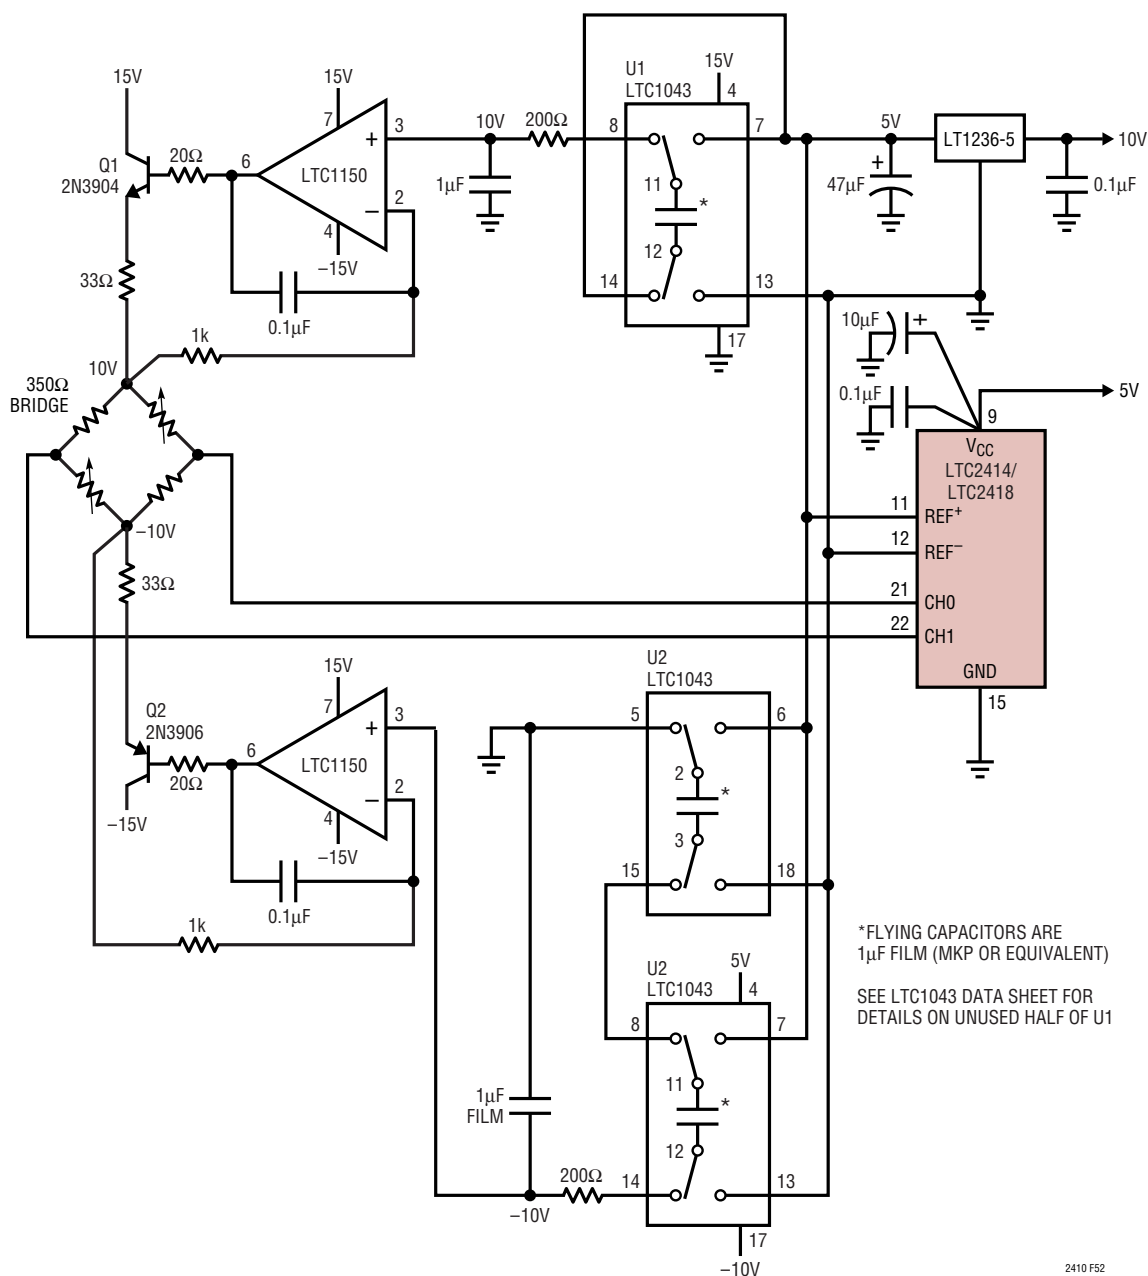 15V
Q1
2N3904
20Ω
6
15V
7
LTC1150
+
3
2
–
4
–15V
0.1µF
33Ω
1k
10V
350Ω
BRIDGE
–10V
33Ω
10V
1µF
200Ω
U1
LTC1043
15V
4
8
7
11
*
12
14
13
17
5V
+
47µF
LT1236-5
10V
0.1µF
10µF
+
0.1µF
5V
9
VCC
LTC2414/
LTC2418
11
REF+
12
REF–
21
CH0
22
CH1
GND
15
Q2
2N3906
20Ω
–15V
6
15V
7
LTC1150
+
3
2
–
4
–15V
0.1µF
1k
U2
LTC1043
5
6
2
*
3
15
18
U2
LTC1043
5V
4
8
7
11
*
12
14
13
17
–10V
1µF
FILM
200Ω
–10V
*FLYING CAPACITORS ARE
1µF FILM (MKP OR EQUIVALENT)
SEE LTC1043 DATA SHEET FOR
DETAILS ON UNUSED HALF OF U1
2410 F52